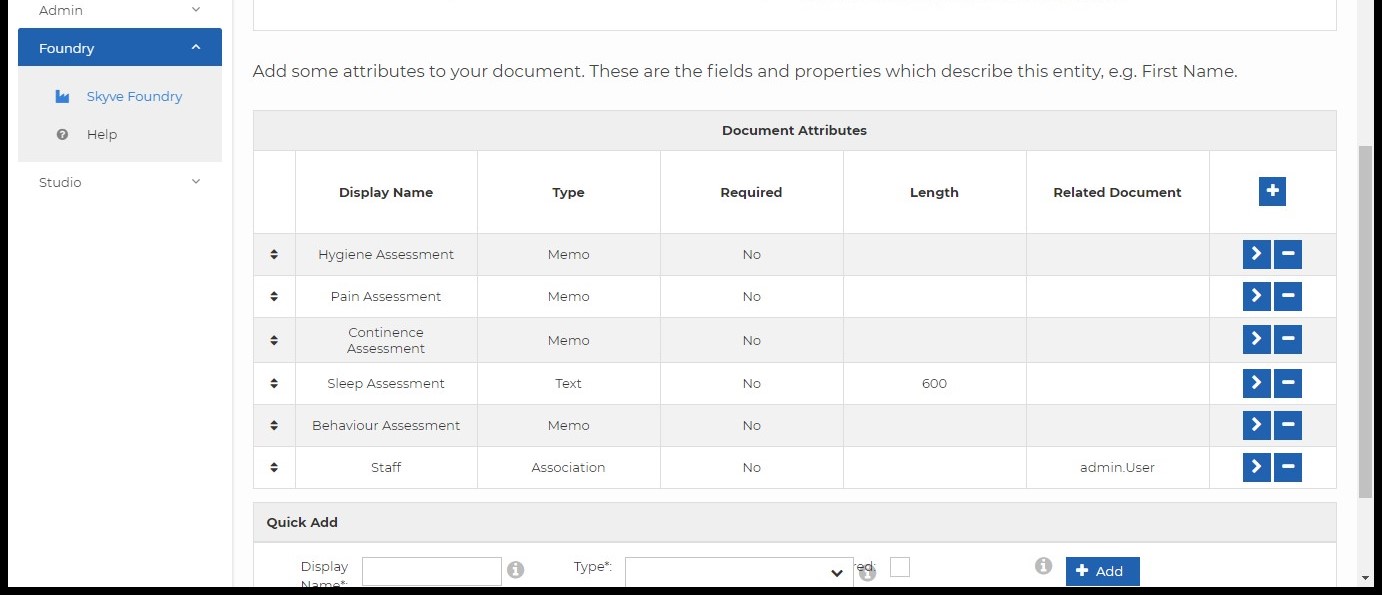 Admin
Foundry
Skyve Foundry
Help
Studio
Add some attributes to your document. These are the fields and properties which describe this entity, e.g. First Name.
Document Attributes
Display Name Type Required Length Related Document
Hygiene Assessment Memo No
Pain Assessment Memo No
Continence
Assessment Memo No
Sleep Assessment Text No 600
Behaviour Assessment Memo No
Staff Association No admin.User
Quick Add
Display
Name*:
Type*:
red:
Add